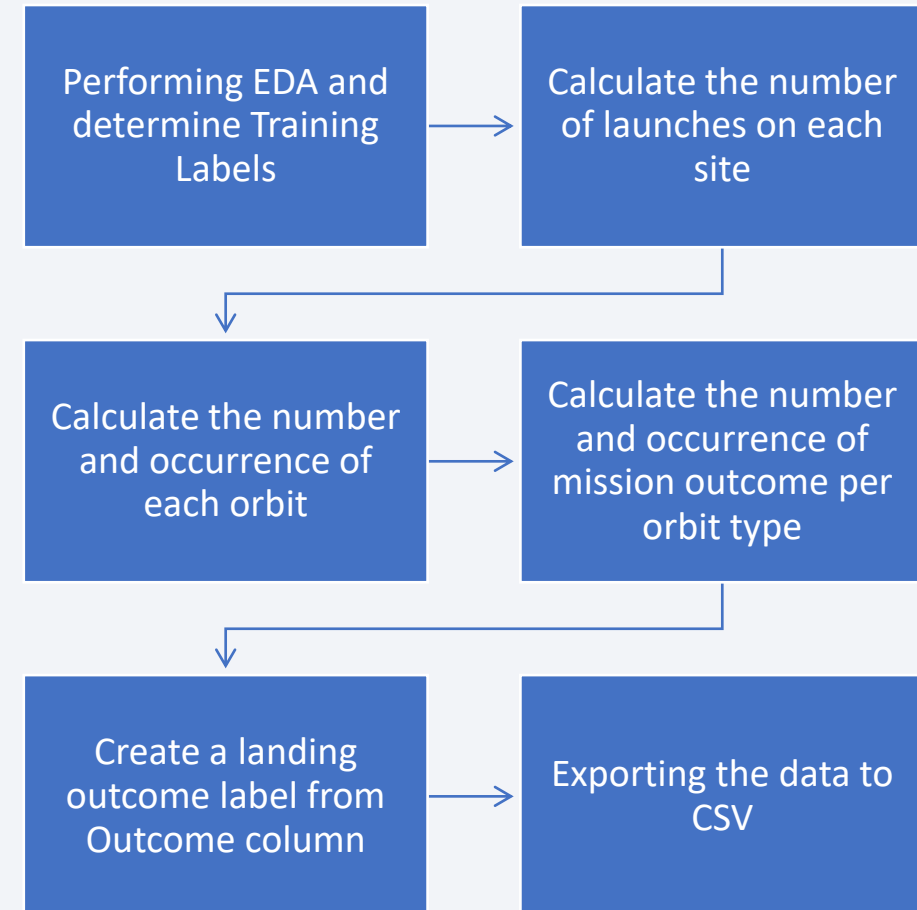 Performing EDA and
determine Training
Labels
Calculate the number
of launches on each
site
Calculate the number
and occurrence of
each orbit
Calculate the number
and occurrence of
mission outcome per
orbit type
Create a landing
outcome label from
Outcome column
Exporting the data to
CSV